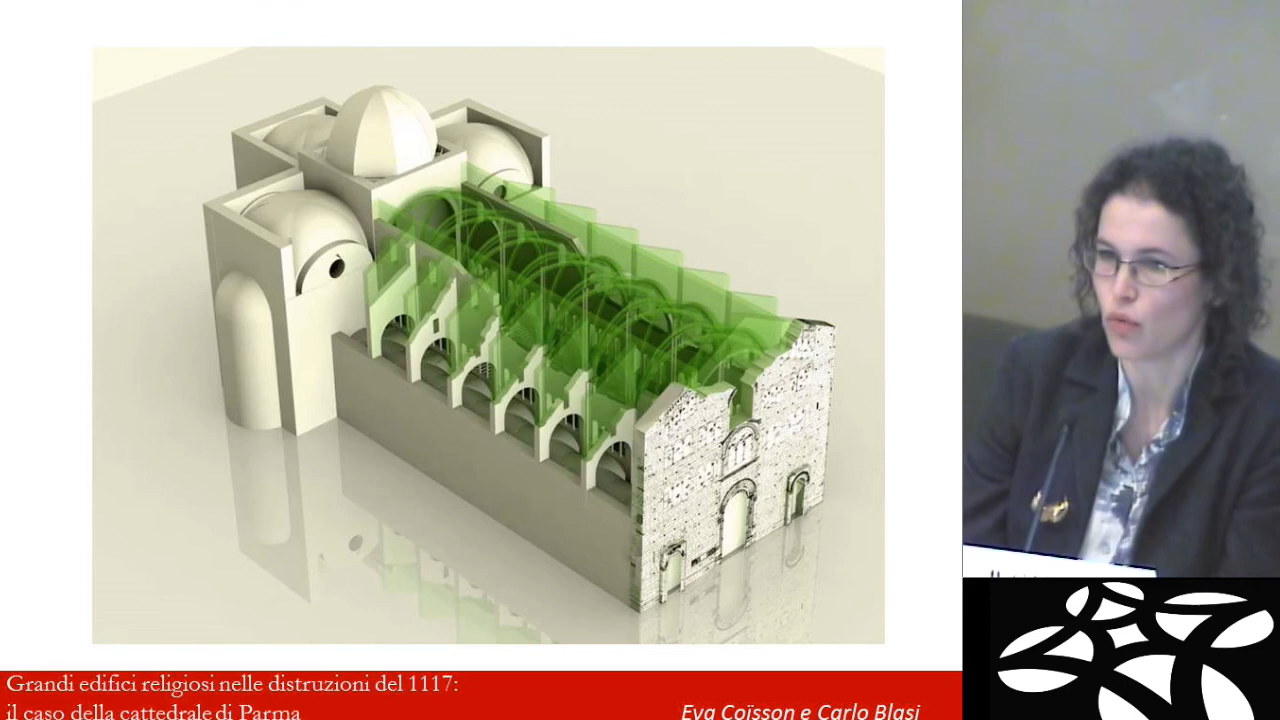 Grandi edifici religiosi nelle distruzioni del 1117:
il caso della cattedrale di Parma
Eva Coïsson e Carlo Blasi